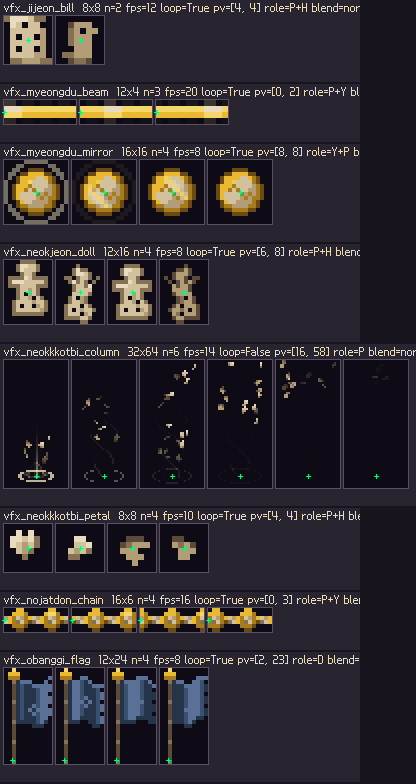 vfx_jijeon_bill 8x8 n=2 fps=12 loop=True pv=[4, 4] role=P+H blend=nor
vfx_myeongdu_beam 12x4 n=3 fps=20 loop=True pv=[0, 2] role=P+Y bl
vfx_myeongdu_mirror 16x16 n=4 fps=8 loop=True pv=[8, 8] role=Y+P b
vfx_neokjeon_doll 12x16 n=4 fps=8 loop=True pv=[6, 8] role=P+H blend
vfx_neokkkotbi_column 32x64 n=6 fps=14 loop=False pv=[16, 58] role=P blend=nor
vfx_neokkkotbi_petal 8x8 n=4 fps=10 loop=True pv=[4, 4] role=P+H ble
vfx_nojatdon_chain 16x6 n=4 fps=16 loop=True pv=[0, 3] role=P+Y ble
vfx_obanggi_flag 12x24 n=4 fps=8 loop=True pv=[2, 23] role=D blend=